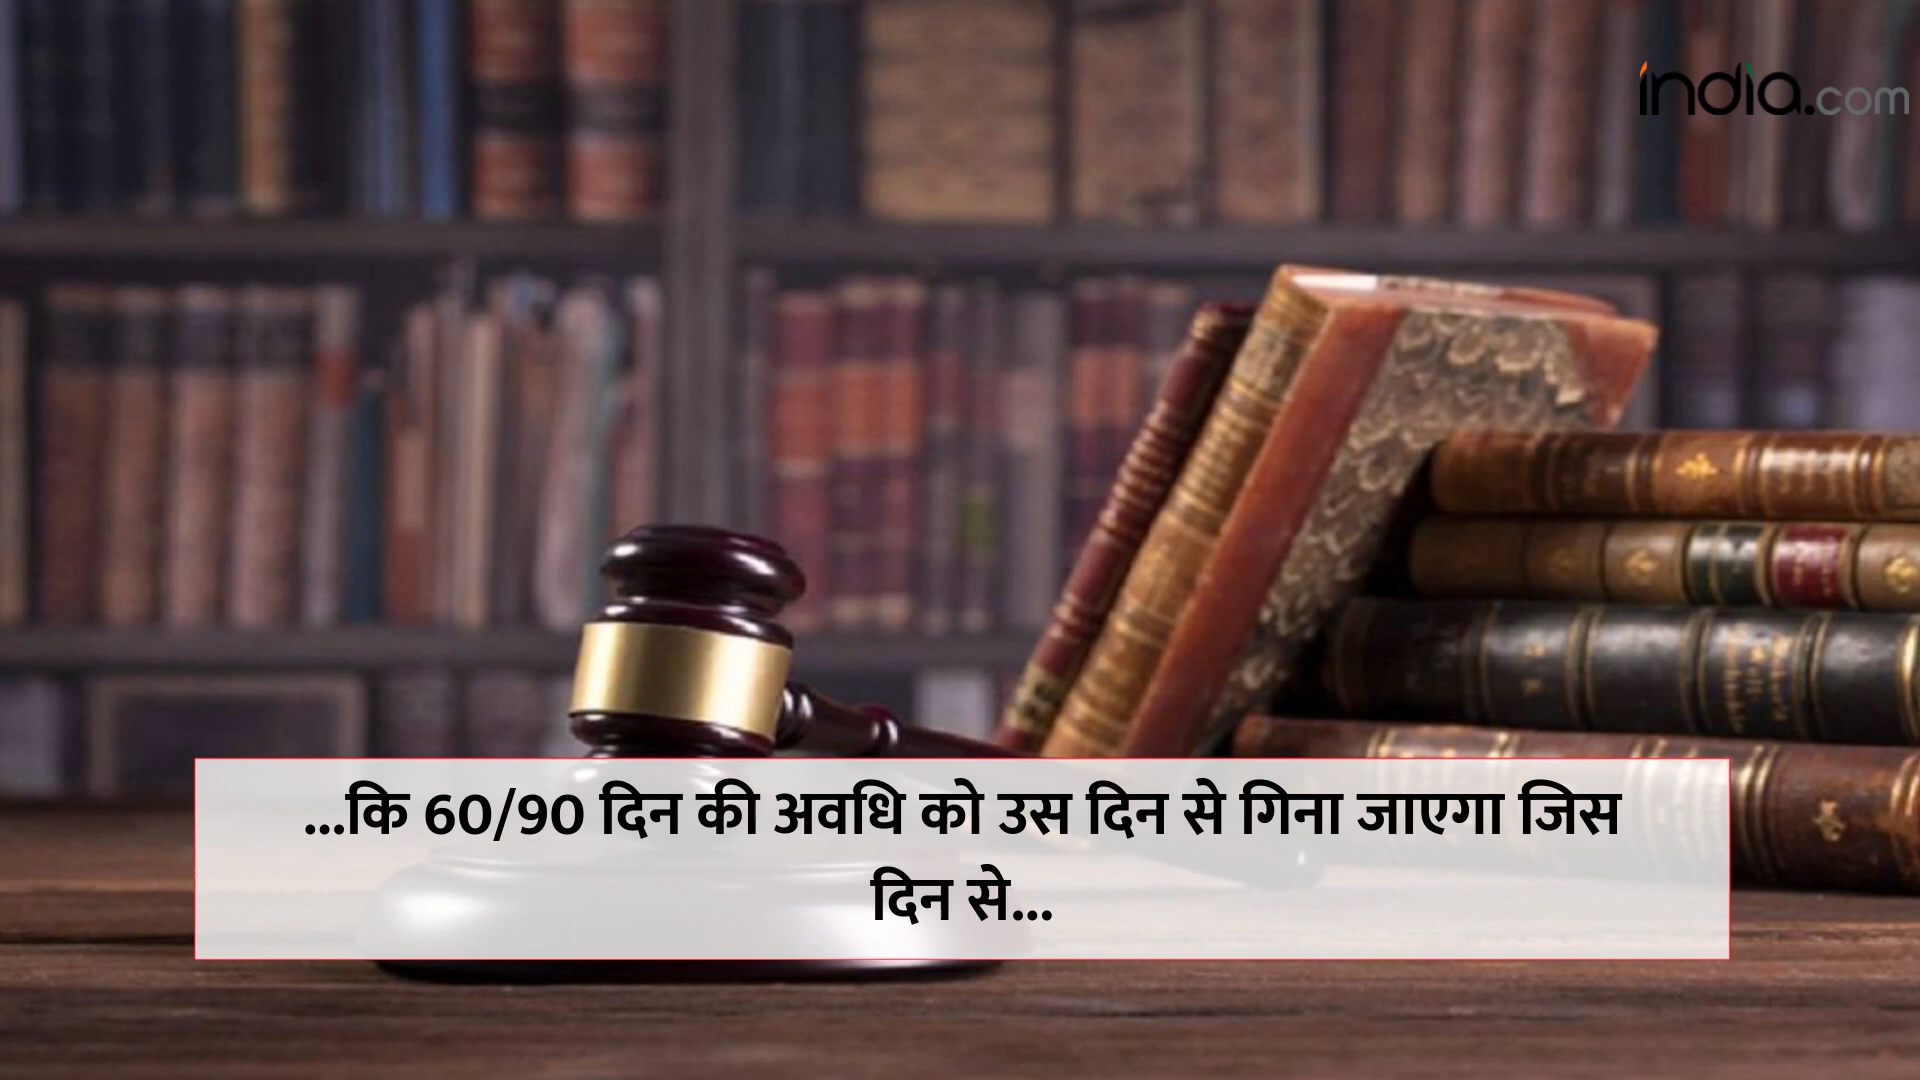 india.com
...कि 60/90 दिन की अवधि को उस दिन से गिना जाएगा जिस
दिन से...